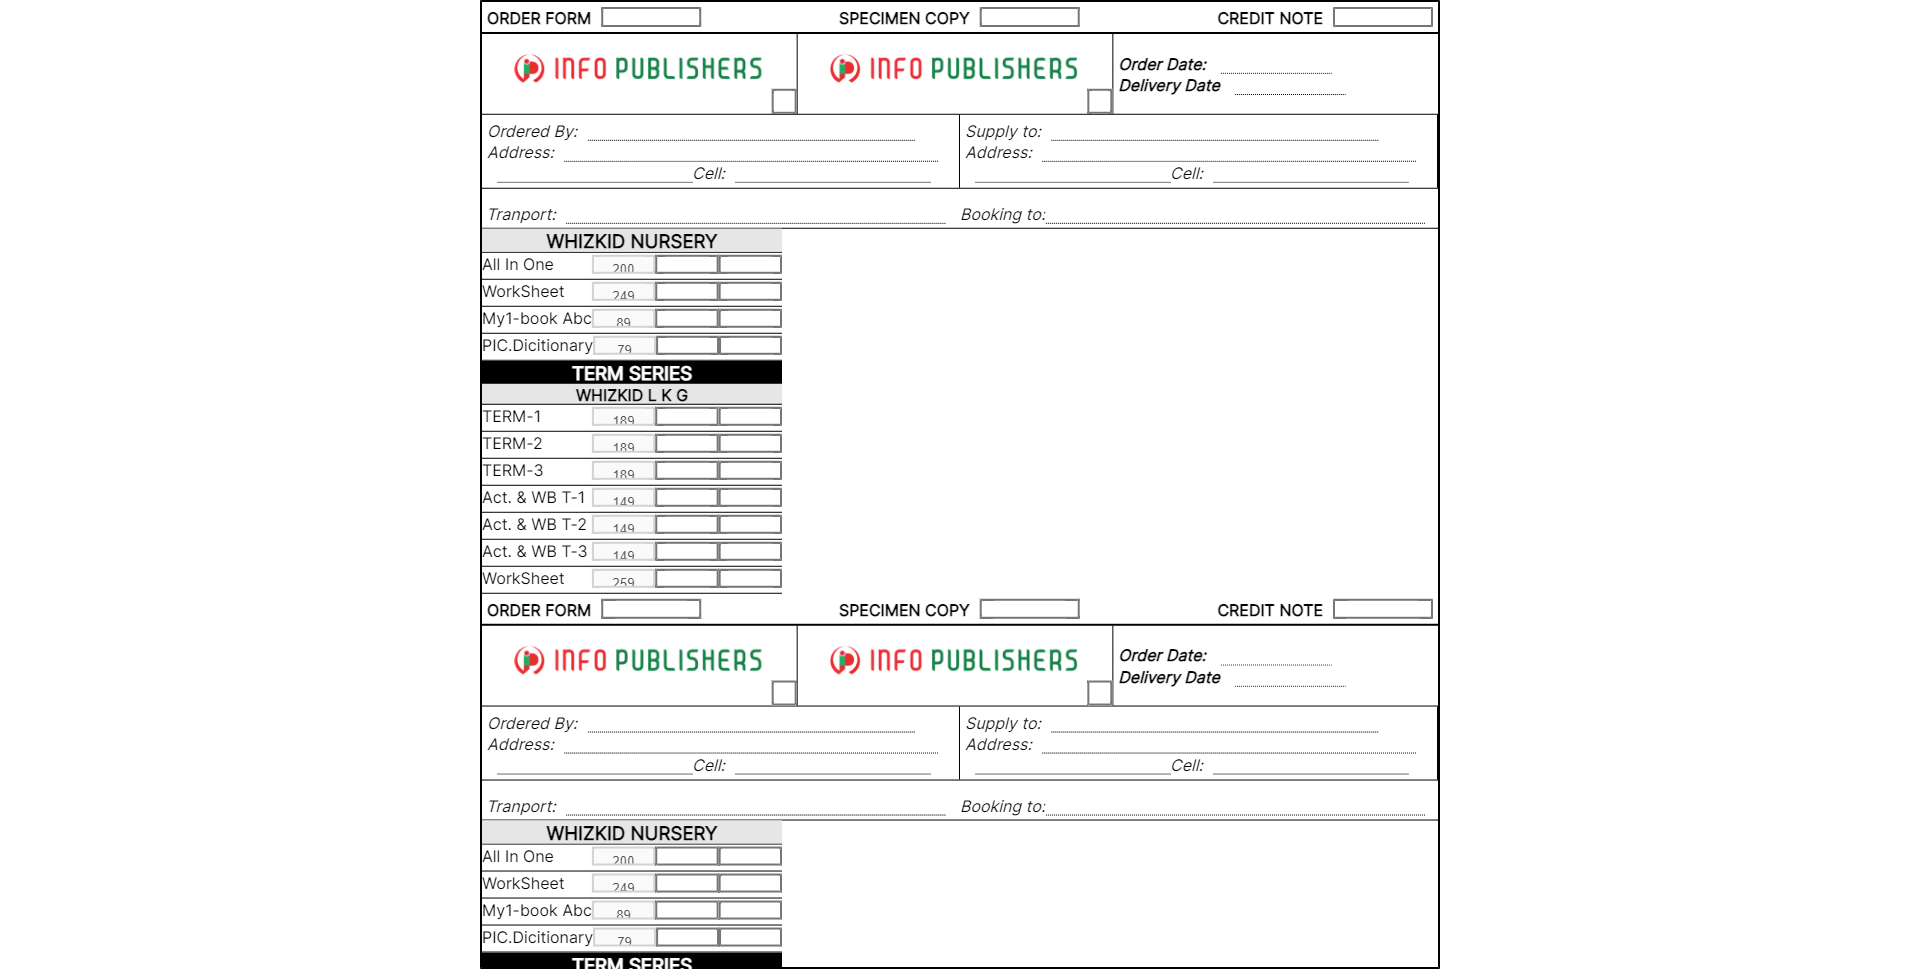 ORDER FORM SPECIMEN COPY CREDIT NOTE
INFO PUBLISHERS INFO PUBLISHERS Order Date:
Delivery Date
Ordered By: Supply to:
Address: Address:
Cell: Cell:
Tranport: Booking to:
WHIZKID NURSERY
All In One 200
WorkSheet 249
My1-book Abc 89
PIC.Dicitionary 79
TERM SERIES
WHIZKID L K G
TERM-1 189
TERM-2 189
TERM-3 189
Act. & WB T-1 149
Act. & WB T-2 149
Act. & WB T-3 149
WorkSheet 259
ORDER FORM SPECIMEN COPY CREDIT NOTE
INFO PUBLISHERS INFO PUBLISHERS Order Date:
Delivery Date
Ordered By: Supply to:
Address: Address:
Cell: Cell:
Tranport: Booking to:
WHIZKID NURSERY
All In One 200
WorkSheet 249
My1-book Abc 89
PIC.Dicitionary 79
TERM SERIES